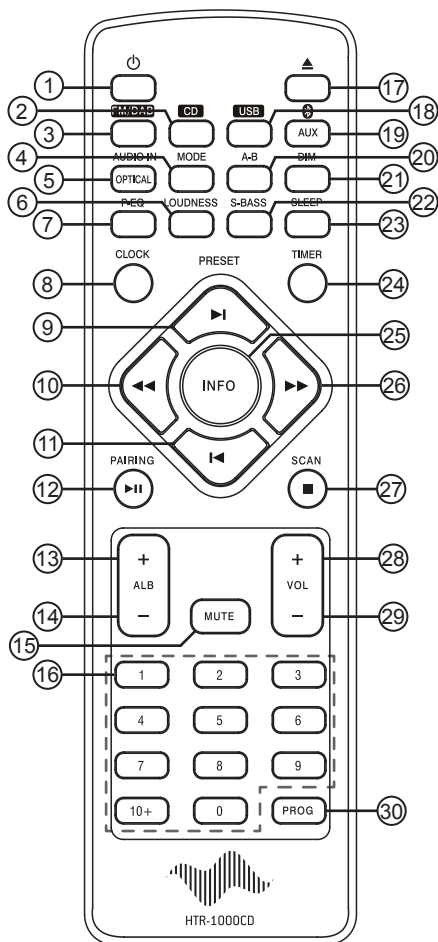 1 17
FM/DAB CD USB
2 18
3 AUX 19
AUDIO IN MODE A-B DIM
4 20
5 OPTICAL 21
P-EQ LOUDNESS S-BASS SLEEP
6 22
7 23
CLOCK PRESET TIMER
8 24
9 25
10 INFO 26
11
PAIRING SCAN
12 27
13 + + 28
ALB VOL
14 - - 29
15 MUTE
16 1 2 3
4 5 6
7 8 9
10+ 0 PROG 30
HTR-1000CD